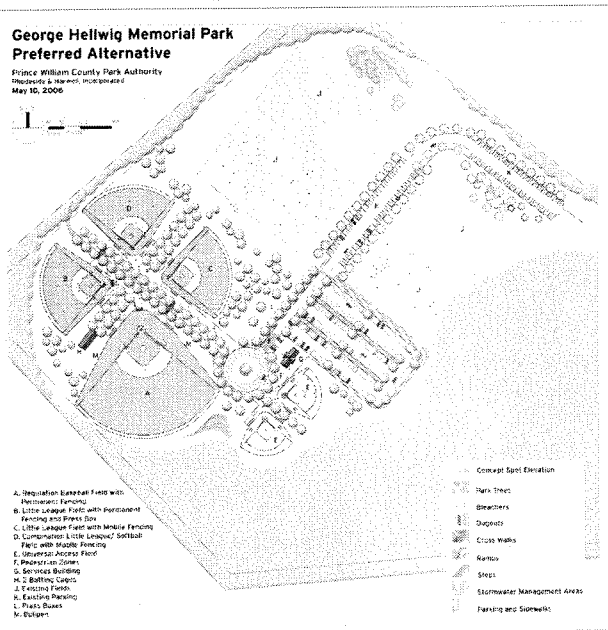 George Hellwig Memorial Park
Preferred Alternative
Prince William County Park Authority
Rhodeside & Harwell, Incorporated
May 10, 2006
D
B
C
A
E
J
J
J
H
M
G
A. Regulation Baseball Field with
Permanent Fencing
B. Little League Field with Permanent
Fencing and Press Box
C. Little League Field with Mobile Fencing
D. Combination Little League/ Softball
Field with Mobile Fencing
E. Universal Access Field
F. Pedestrian Zones
G. Services Building
H. 2 Batting Cages
J. Existing Fields
K. Existing Parking
L. Press Boxes
M. Bullpen
Concept Spot Elevation
Park Trees
Bleachers
Dugouts
Cross Walks
Ramps
Steps
Stormwater Management Areas
Parking and Sidewalks